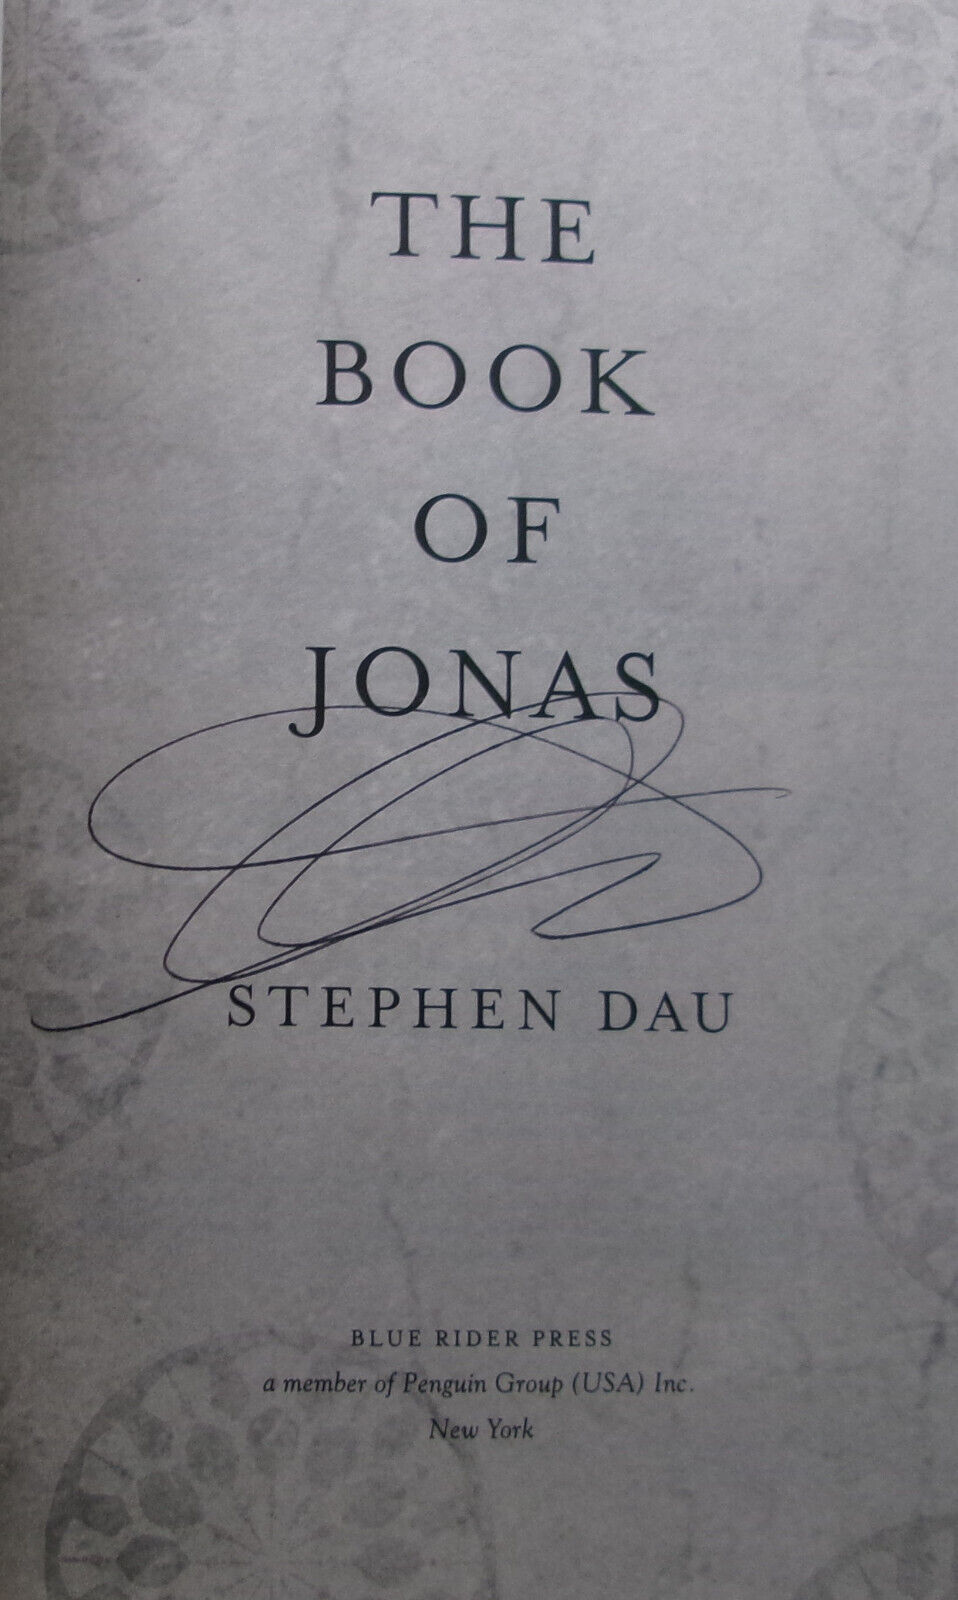 THE
BOOK
OF
JONAS
STEPHEN DAU
BLUE RIDER PRESS
a member of Penguin Group (USA) Inc.
New York